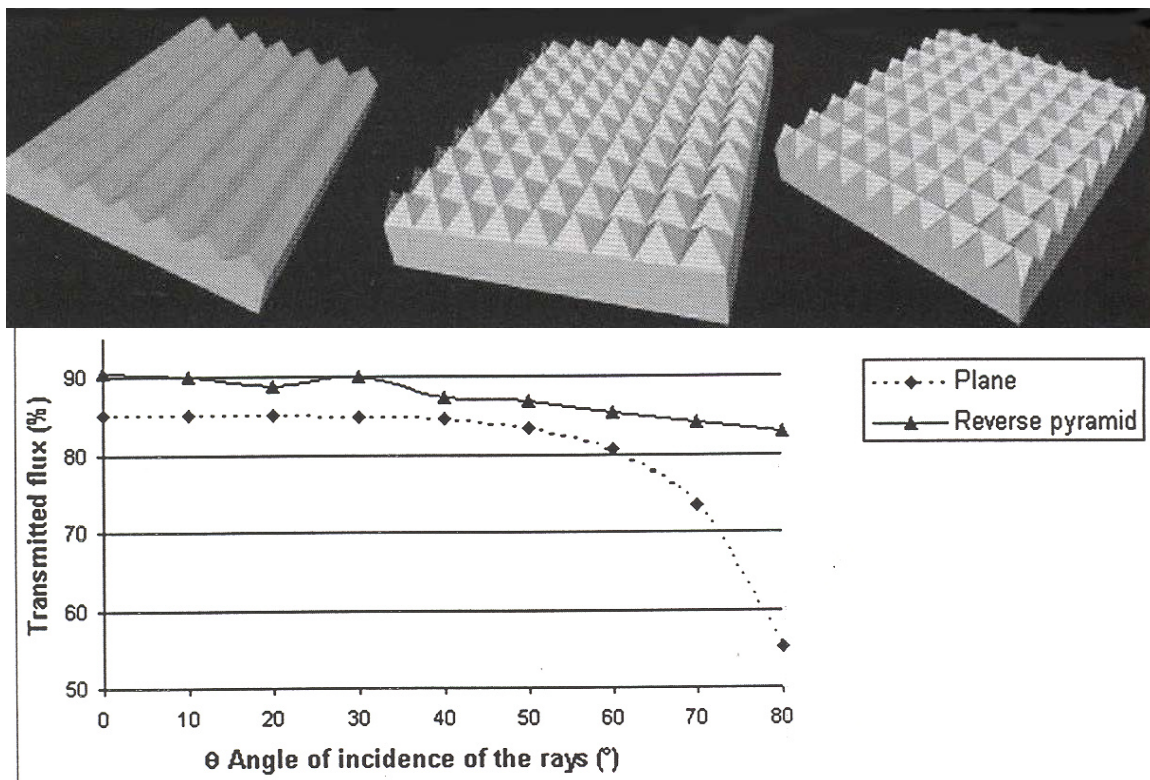 90
80
70
60
50
Transmitted flux (%)
0 10 20 30 40 50 60 70 80
θ Angle of incidence of the rays (°)
Plane
Reverse pyramid